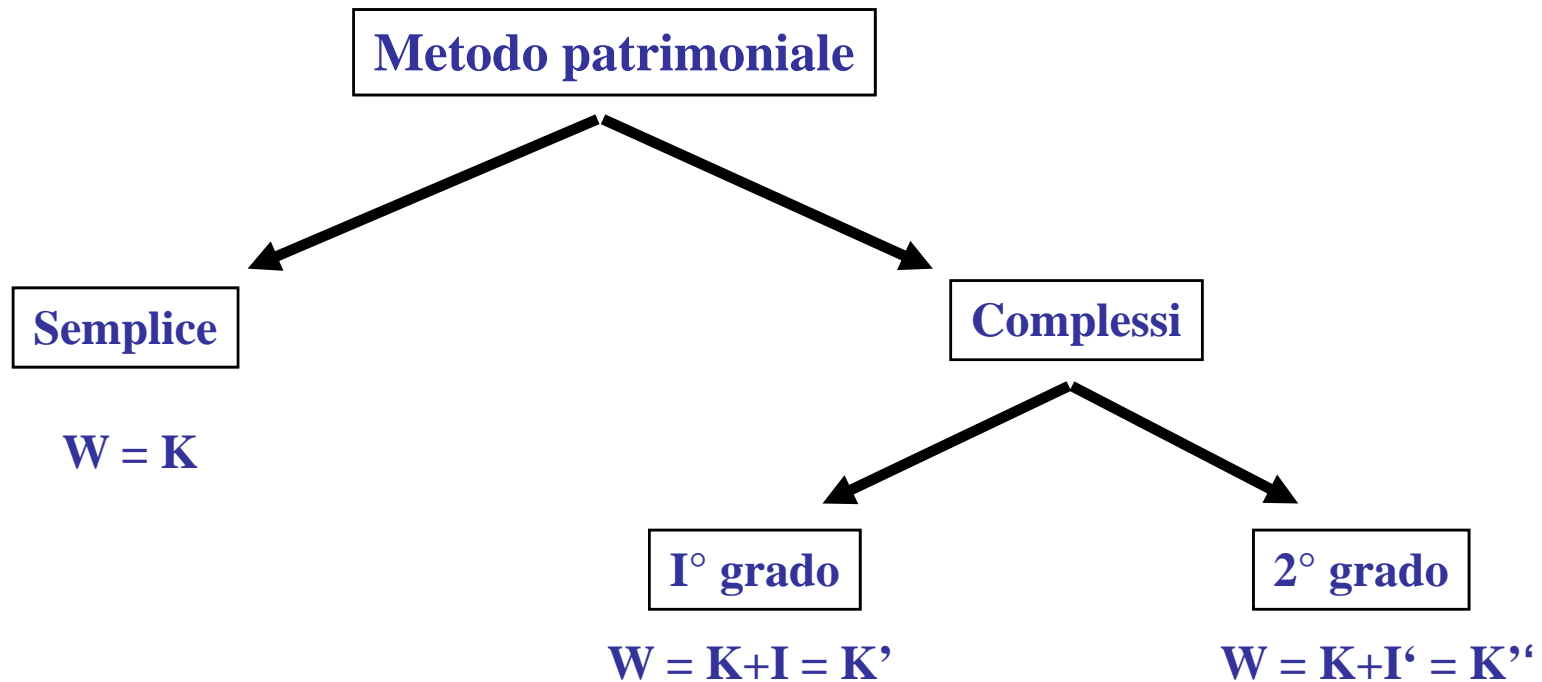 Metodo patrimoniale
Semplice
Complessi
W = K
I° grado
2° grado
W = K+I = K’
W = K+I‘ = K’‘